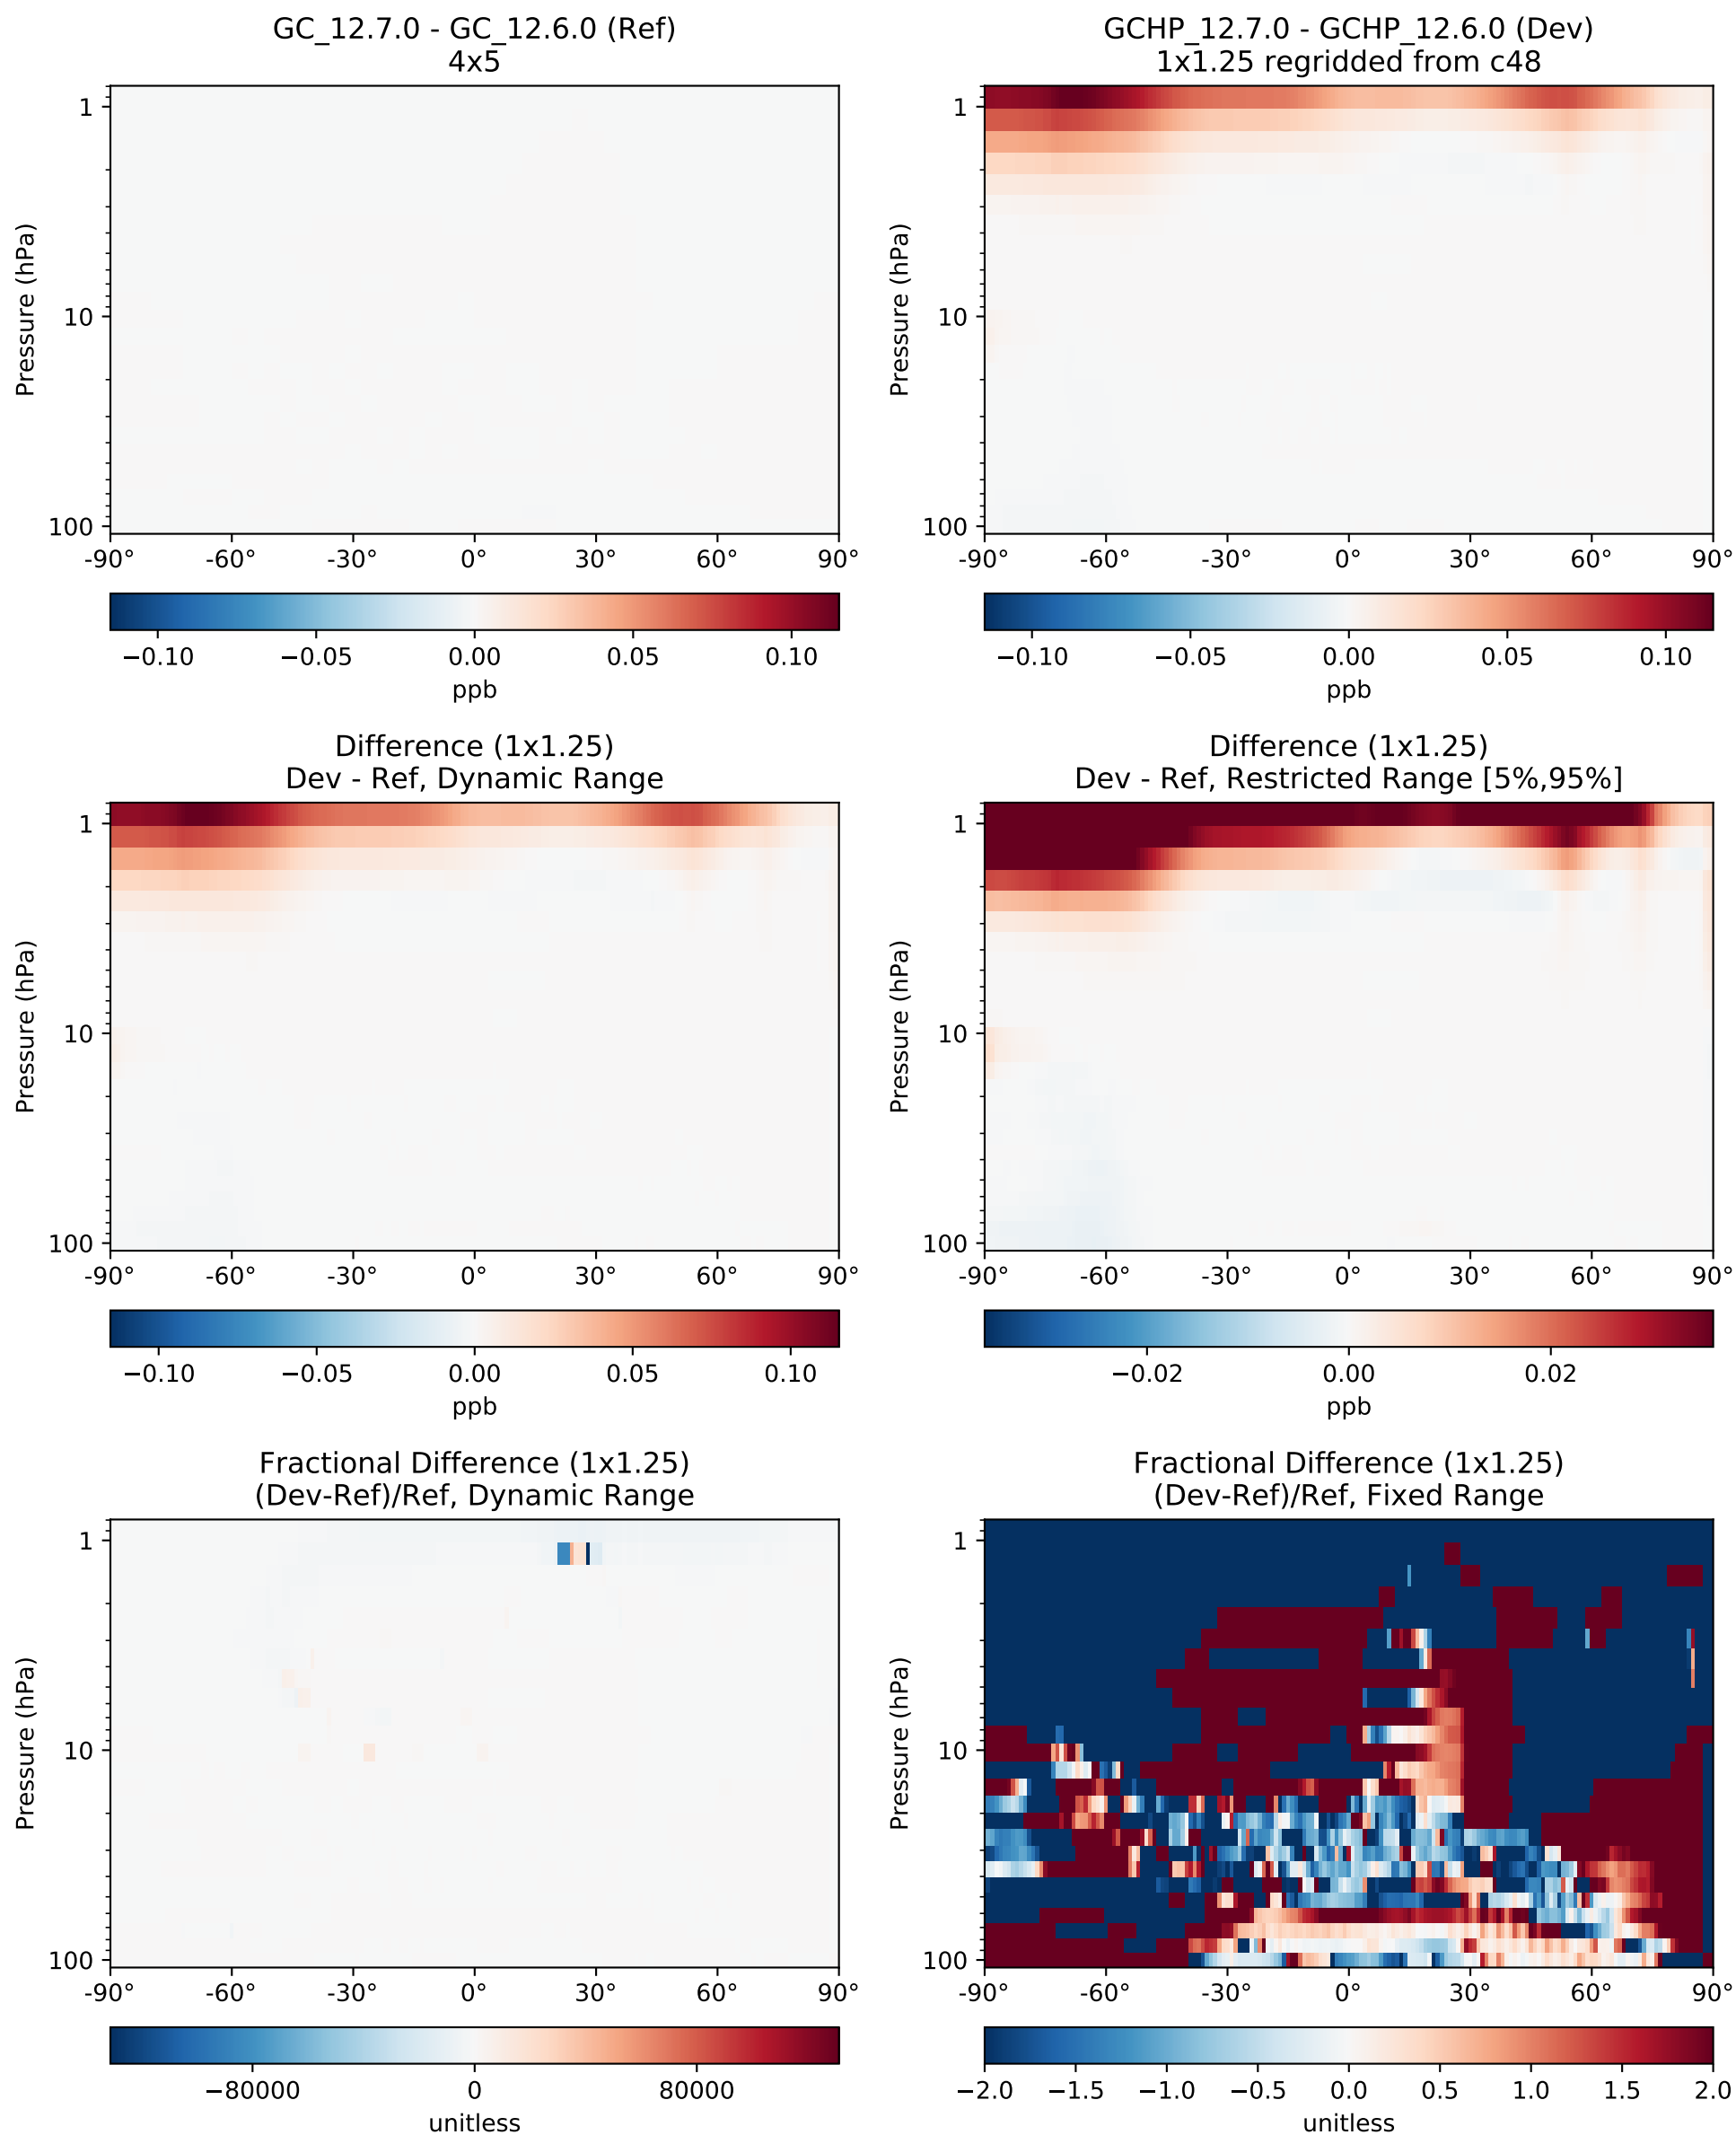 GC_12.7.0 - GC_12.6.0 (Ref)
4x5
Pressure (hPa)
1
10
100
-90° -60° -30° 0° 30° 60° 90°
−0.10 −0.05 0.00 0.05 0.10
ppb
GCHP_12.7.0 - GCHP_12.6.0 (Dev)
1x1.25 regridded from c48
Pressure (hPa)
1
10
100
-90° -60° -30° 0° 30° 60° 90°
−0.10 −0.05 0.00 0.05 0.10
ppb
Difference (1x1.25)
Dev - Ref, Dynamic Range
Pressure (hPa)
1
10
100
-90° -60° -30° 0° 30° 60° 90°
−0.10 −0.05 0.00 0.05 0.10
ppb
Difference (1x1.25)
Dev - Ref, Restricted Range [5%,95%]
Pressure (hPa)
1
10
100
-90° -60° -30° 0° 30° 60° 90°
−0.02 0.00 0.02
ppb
Fractional Difference (1x1.25)
(Dev-Ref)/Ref, Dynamic Range
Pressure (hPa)
1
10
100
-90° -60° -30° 0° 30° 60° 90°
−80000 0 80000
unitless
Fractional Difference (1x1.25)
(Dev-Ref)/Ref, Fixed Range
Pressure (hPa)
1
10
100
-90° -60° -30° 0° 30° 60° 90°
−2.0 −1.5 −1.0 −0.5 0.0 0.5 1.0 1.5 2.0
unitless